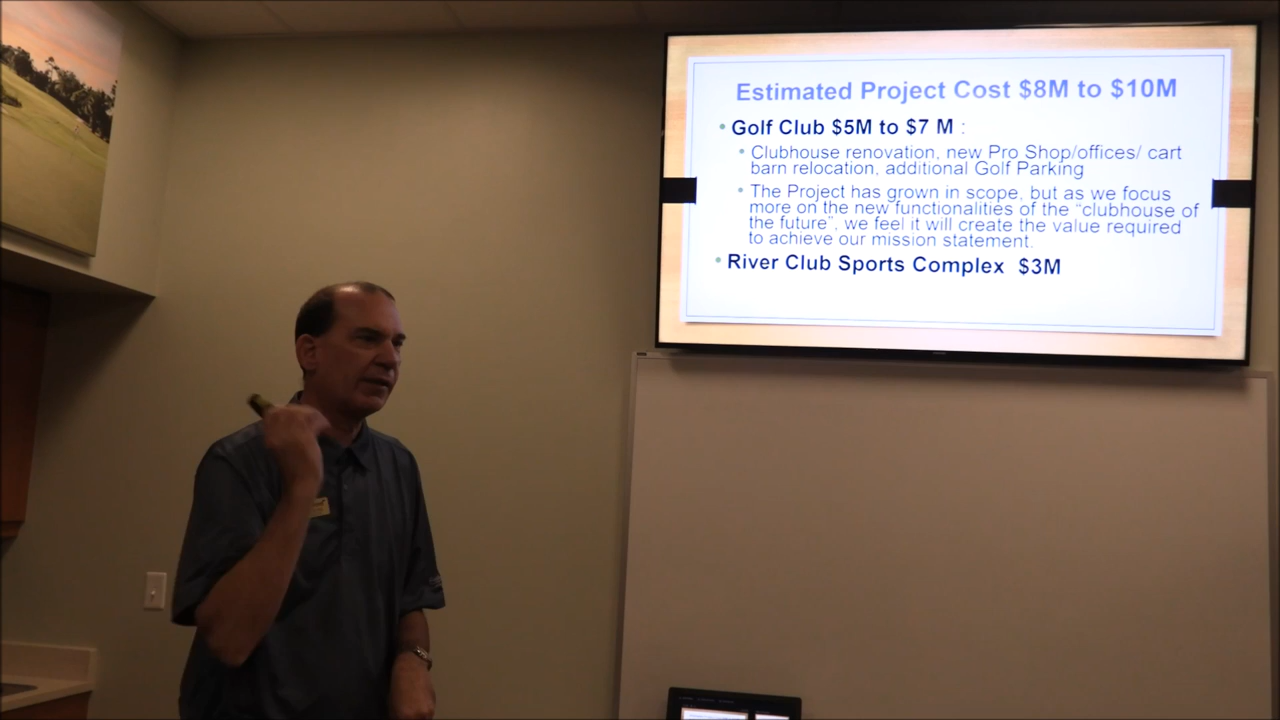 Estimated Project Cost $8M to $10M
• Golf Club $5M to $7 M :
• Clubhouse renovation, new Pro Shop/offices/ cart
barn relocation, additional Golf Parking
• The Project has grown in scope, but as we focus
more on the new functionalities of the "clubhouse of
the future", we feel it will create the value required
to achieve our mission statement.
• River Club Sports Complex $3M